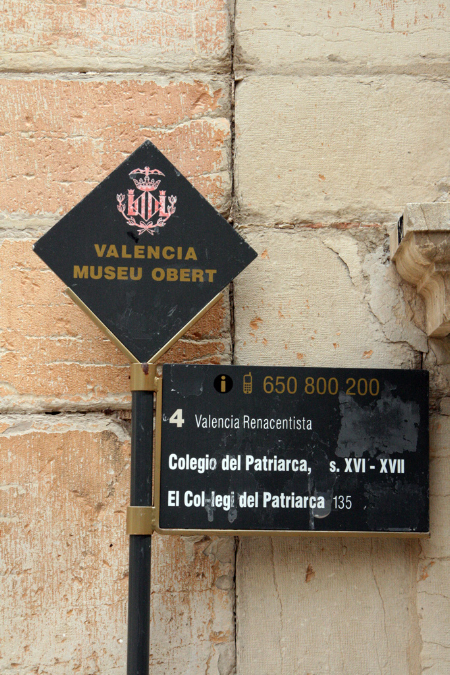 VALENCIA
MUSEU OBERT
i 650 800 200
4 Valencia Renacentista
Colegio del Patriarca, s. XVI - XVII
El Col·legi del Patriarca 135